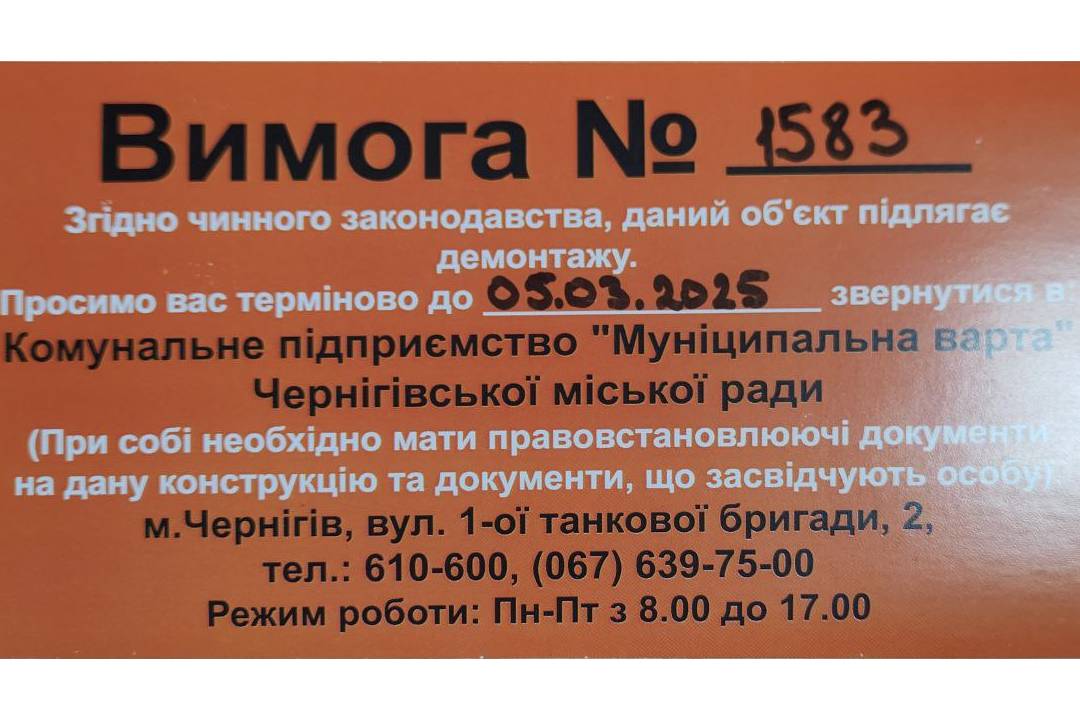 Вимога № 1583
Згідно чинного законодавства, даний об'єкт підлягає
демонтажу.
Просимо вас терміново до 05.03.2025 звернутися в:
Комунальне підприємство "Муніципальна варта"
Чернігівської міської ради
(При собі необхідно мати правовстановлюючі документи
на дану конструкцію та документи, що засвідчують особу)
м.Чернігів, вул. 1-ої танкової бригади, 2,
тел.: 610-600, (067) 639-75-00
Режим роботи: Пн-Пт з 8.00 до 17.00